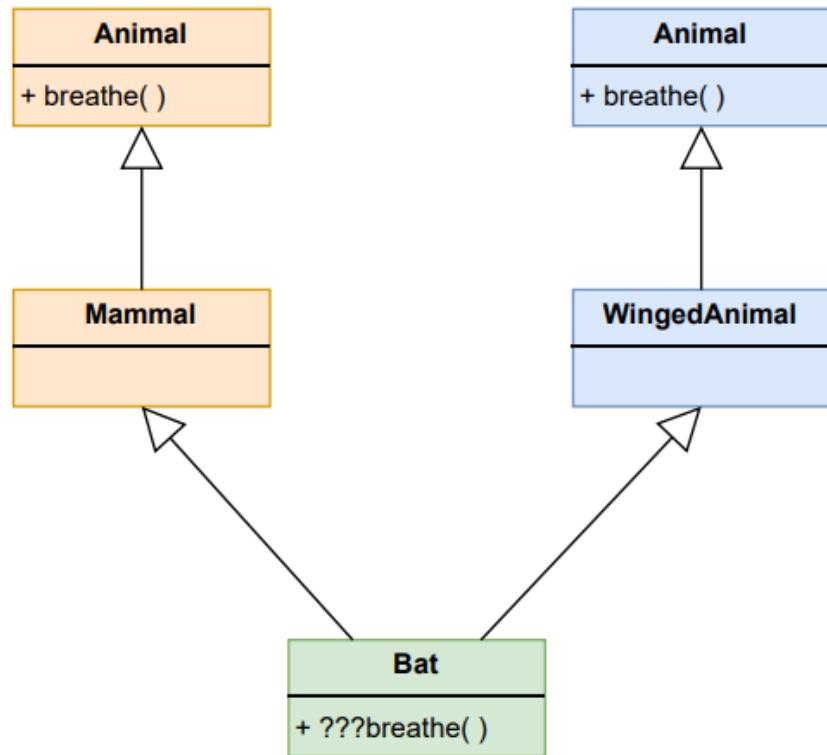 Animal
+ breathe( )
Animal
+ breathe( )
Mammal
WingedAnimal
Bat
+ ???breathe( )